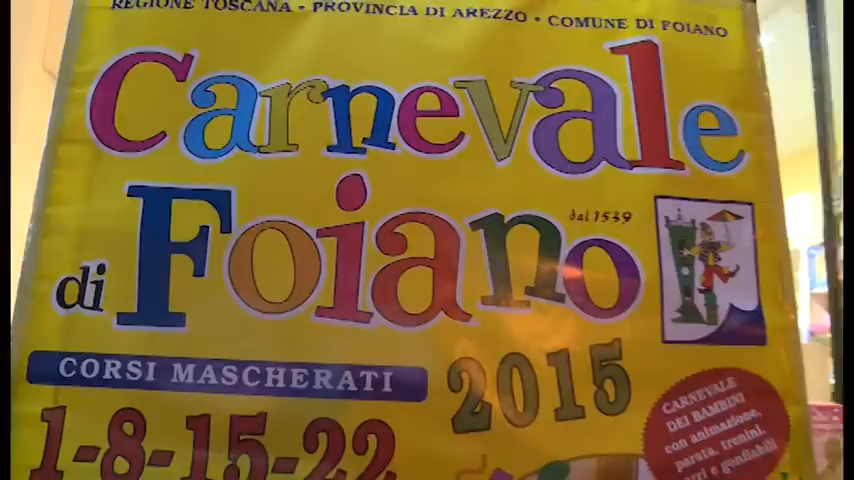 REGIONE TOSCANA • PROVINCIA DI AREZZO • COMUNE DI FOIANO
Carnevale
di Foiano
dal 1539
CORSI MASCHERATI
2015
1-8-15-22
CARNEVALE
DEI BAMBINI
con animazione,
parata, trenini,
e gonfiabili